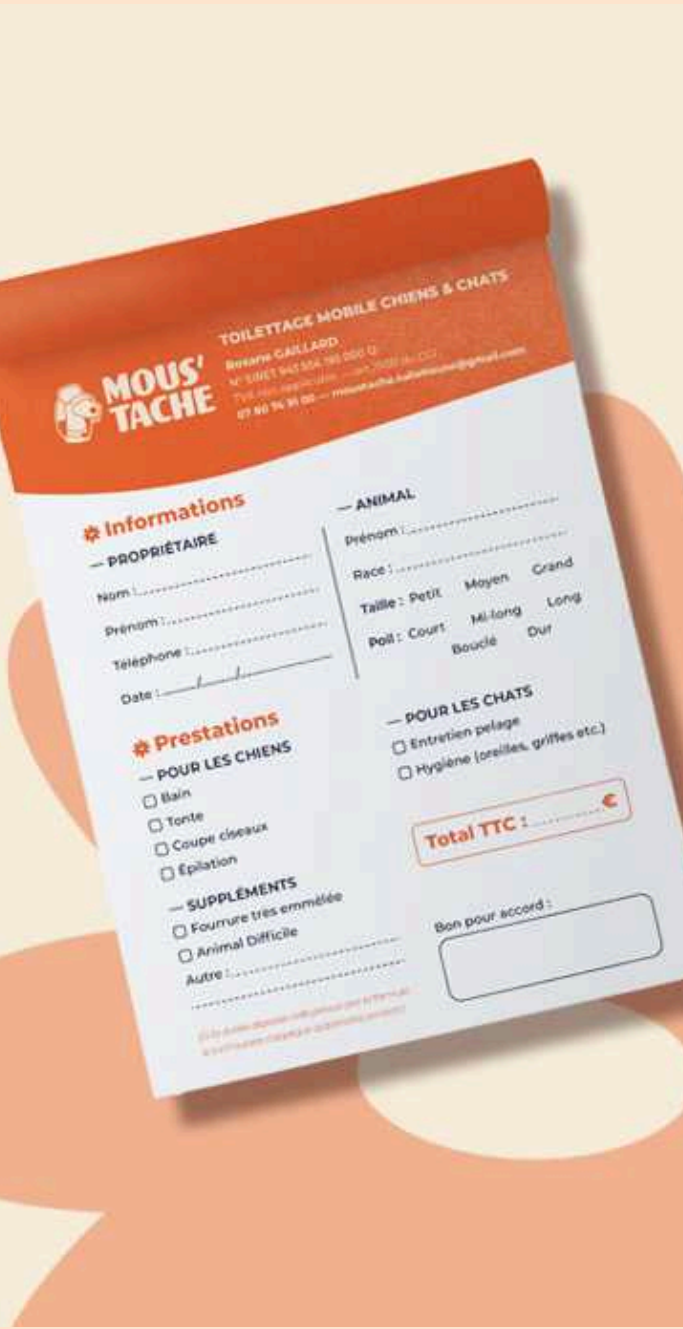 TOILETTAGE MOBILE CHIENS & CHATS
MOUS'
TACHE
Roxane GAILLARD
Informations
— PROPRIÉTAIRE
Nom :
Prénom :
Téléphone :
Date : / /
— ANIMAL
Prénom :
Race :
Taille : Petit Moyen Grand
Poil : Court Mi-long Long
Bouclé Dur
Prestations
— POUR LES CHIENS
Bain
Tonte
Coupe ciseaux
Épilation
— SUPPLÉMENTS
Fourrure très emmêlée
Animal Difficile
Autre :
— POUR LES CHATS
Entretien pelage
Hygiène (oreilles, griffes etc.)
Total TTC : €
Bon pour accord :